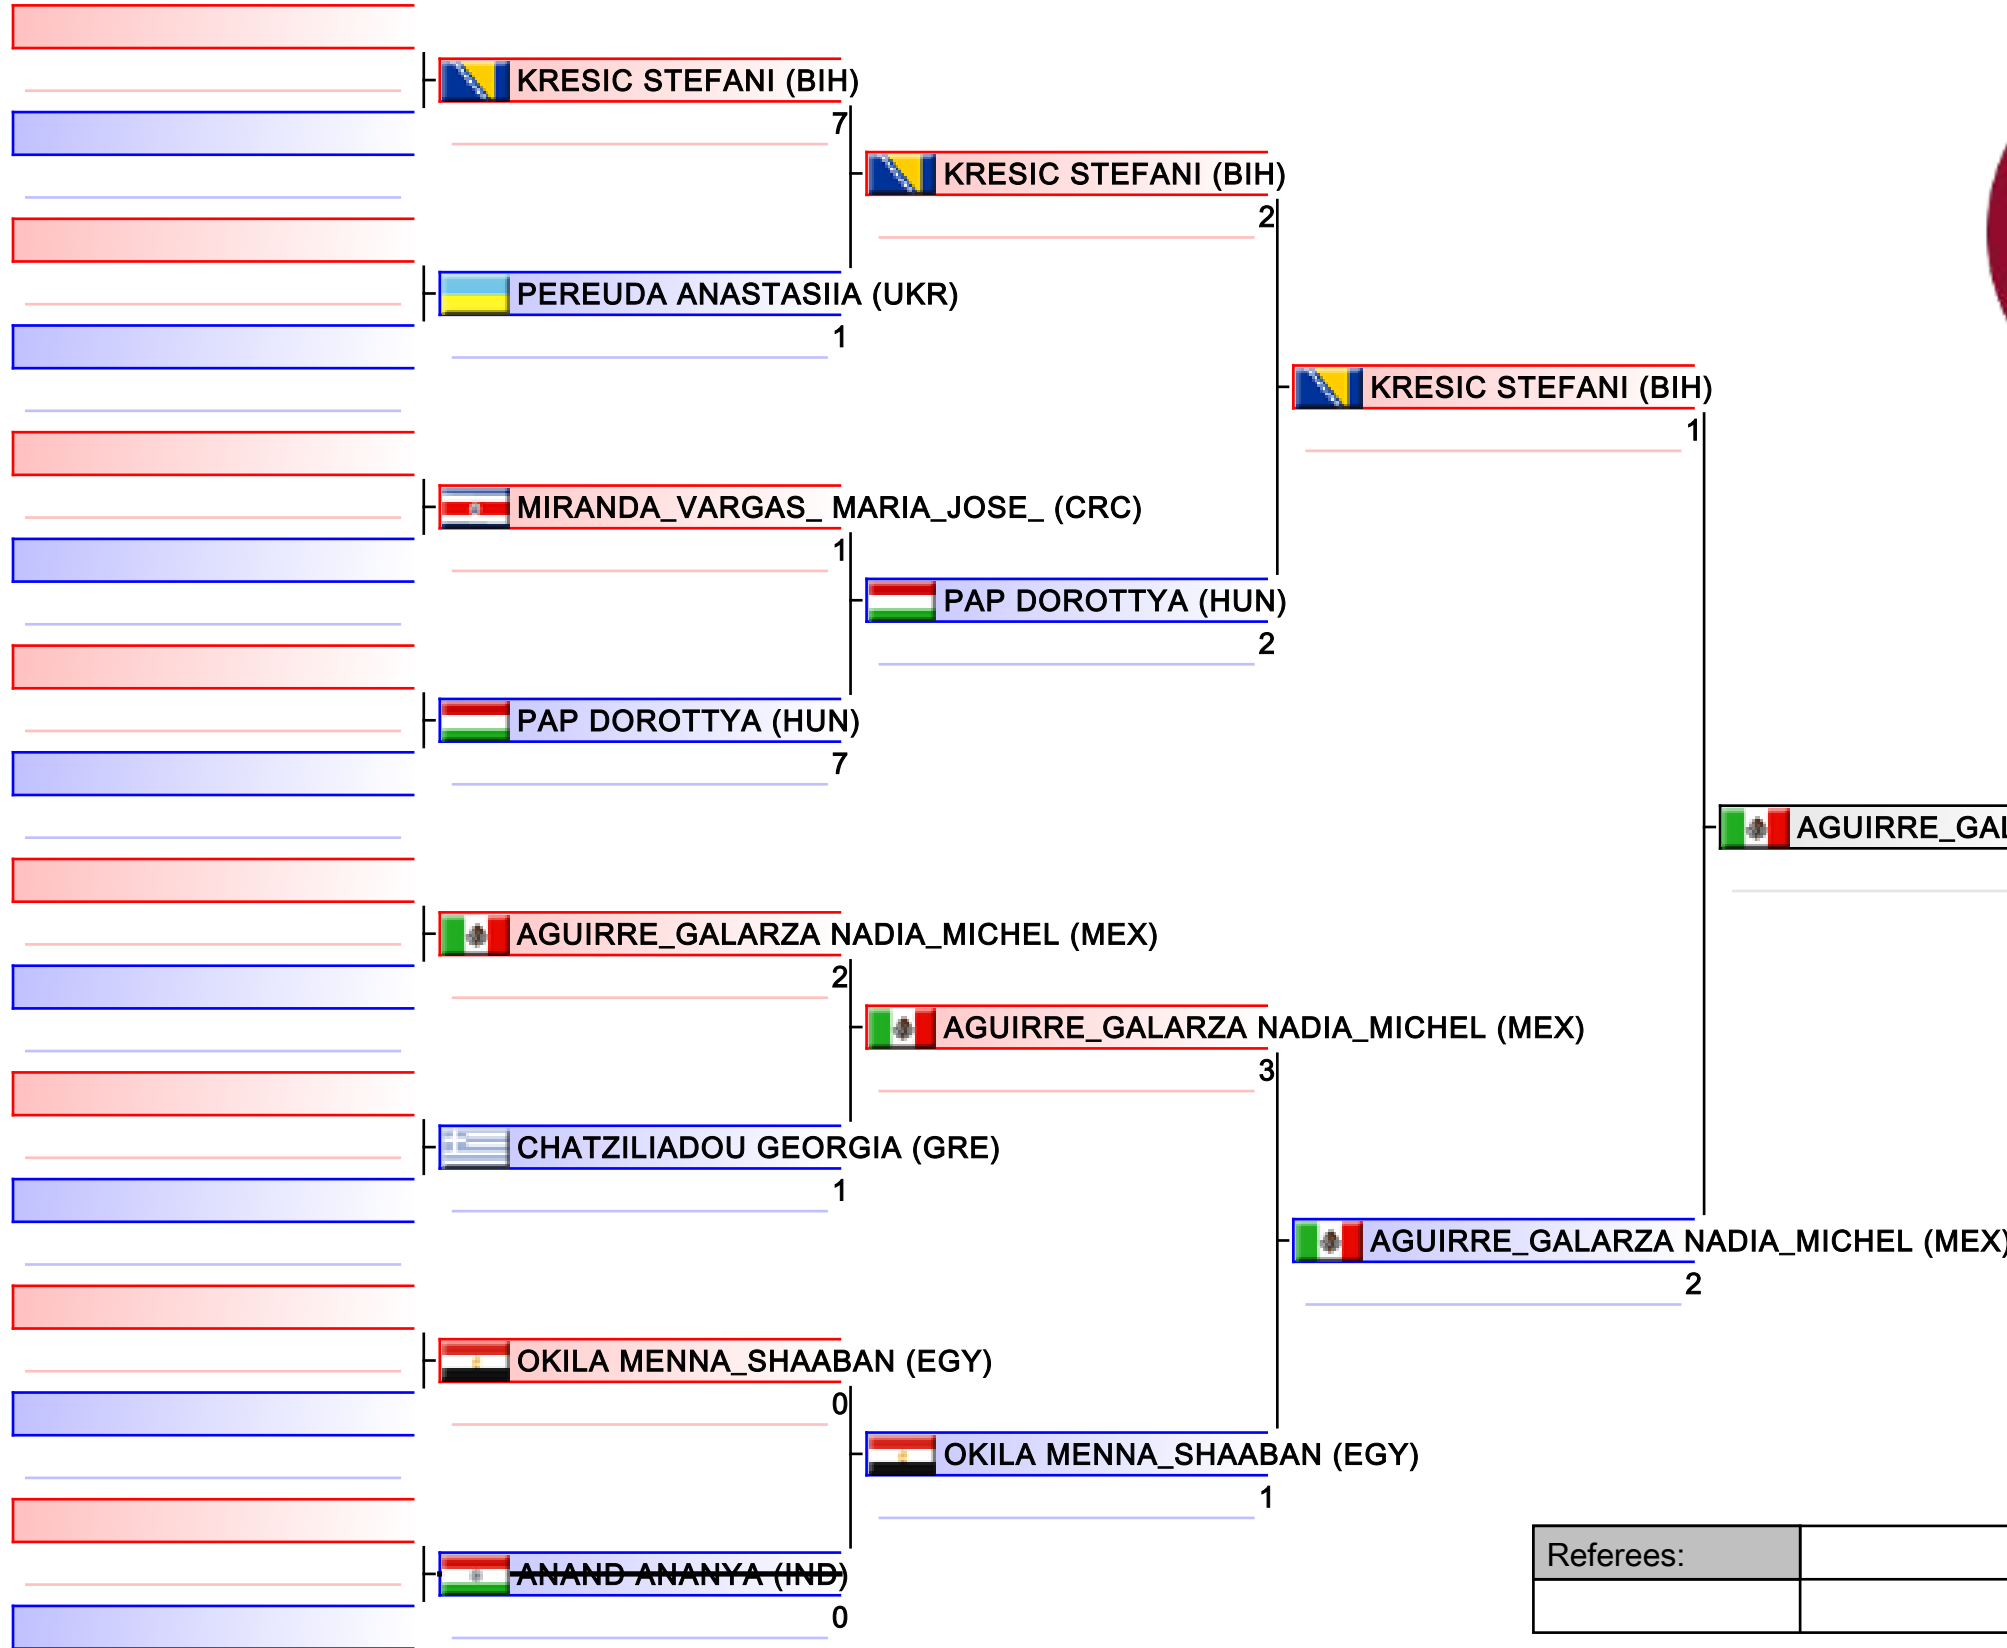 KRESIC STEFANI (BIH)
7
KRESIC STEFANI (BIH)
2
PEREUDA ANASTASIIA (UKR)
1
KRESIC STEFANI (BIH)
1
MIRANDA_VARGAS_ MARIA_JOSE_ (CRC)
1
PAP DOROTTYA (HUN)
2
PAP DOROTTYA (HUN)
7
AGUIRRE_GAL
AGUIRRE_GALARZA NADIA_MICHEL (MEX)
2
AGUIRRE_GALARZA NADIA_MICHEL (MEX)
3
CHATZILIADOU GEORGIA (GRE)
1
AGUIRRE_GALARZA NADIA_MICHEL (MEX)
2
OKILA MENNA_SHAABAN (EGY)
0
OKILA MENNA_SHAABAN (EGY)
1
Referees:
ANAND ANANYA (IND)
0